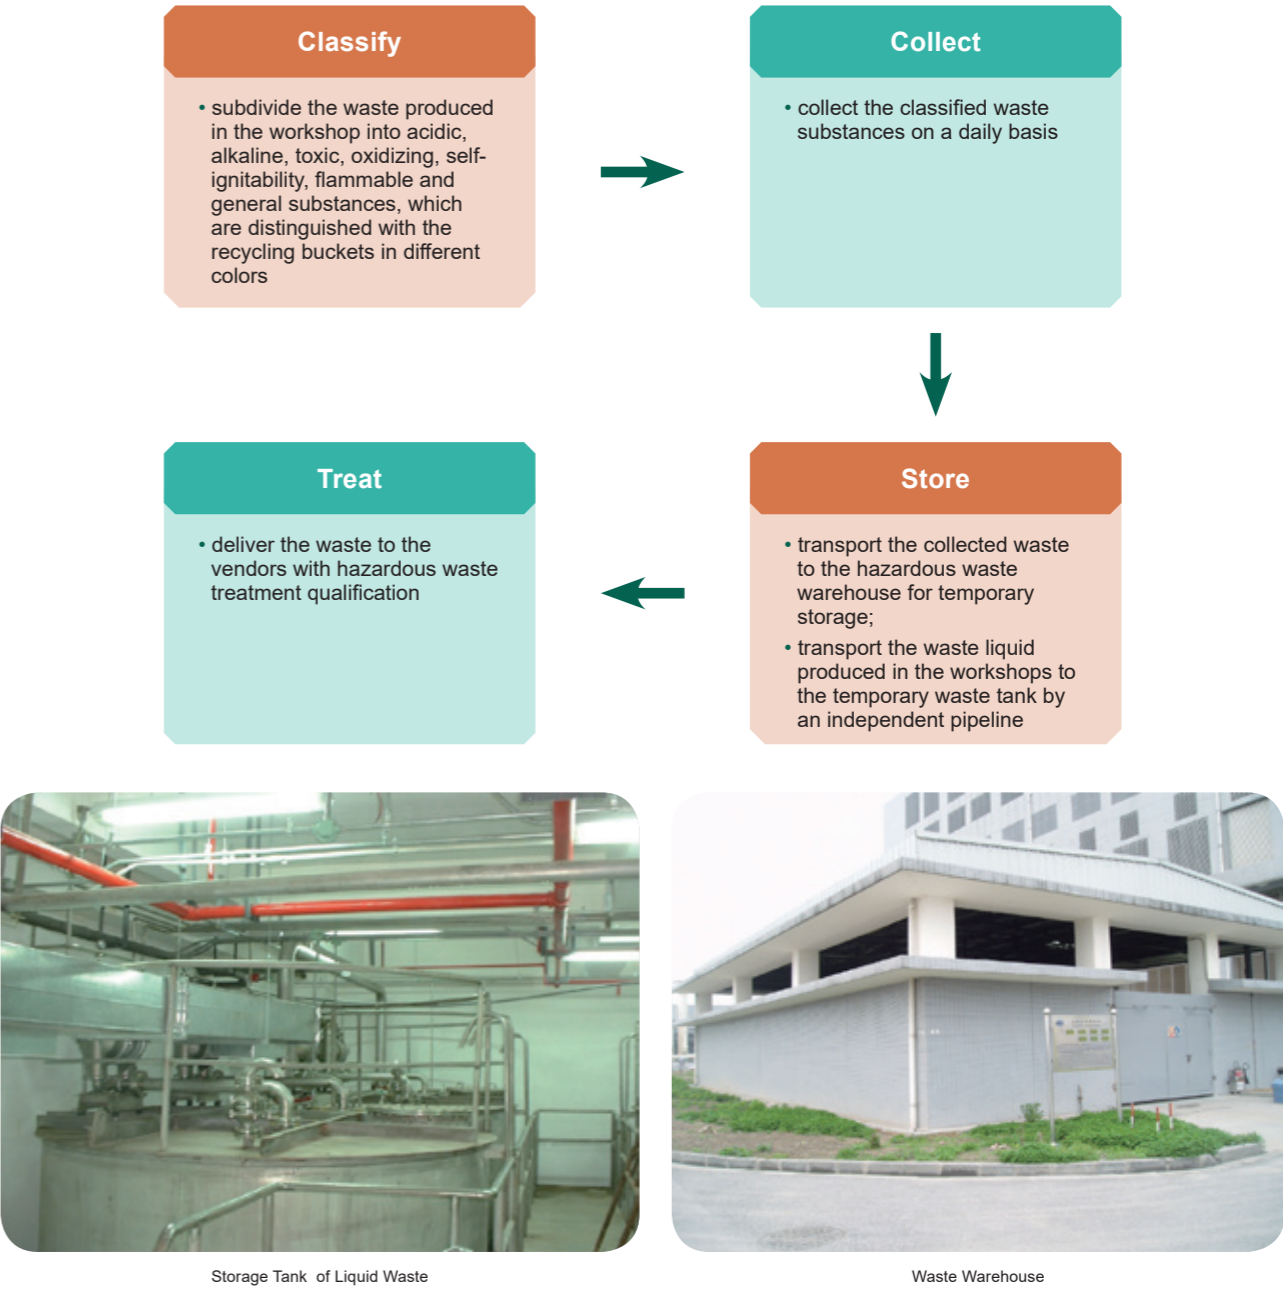 Classify
• subdivide the waste produced
in the workshop into acidic,
alkaline, toxic, oxidizing, self-
ignitability, flammable and
general substances, which
are distinguished with the
recycling buckets in different
colors
Collect
• collect the classified waste
substances on a daily basis
Store
• transport the collected waste
to the hazardous waste
warehouse for temporary
storage;
• transport the waste liquid
produced in the workshops to
the temporary waste tank by
an independent pipeline
Treat
• deliver the waste to the
vendors with hazardous waste
treatment qualification
Storage Tank of Liquid Waste
Waste Warehouse